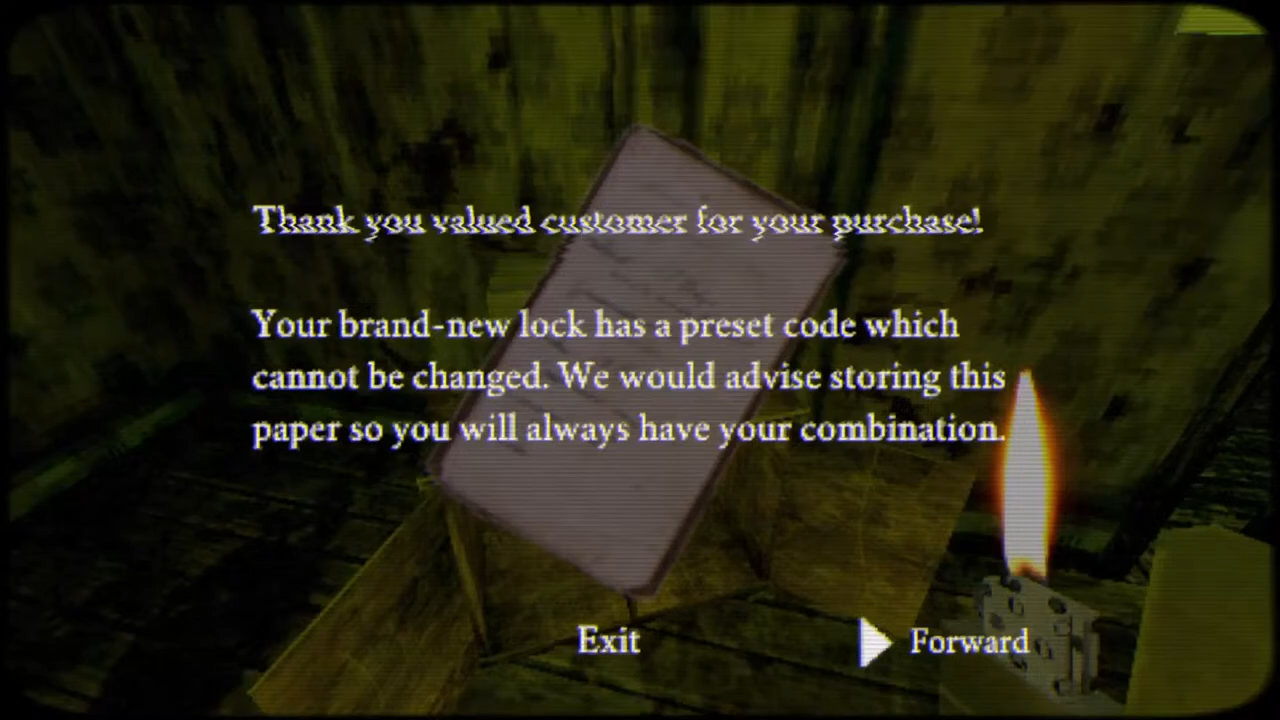 Thank you valued customer for your purchase!
Your brand-new lock has a preset code which
cannot be changed. We would advise storing this
paper so you will always have your combination.
Exit
Forward